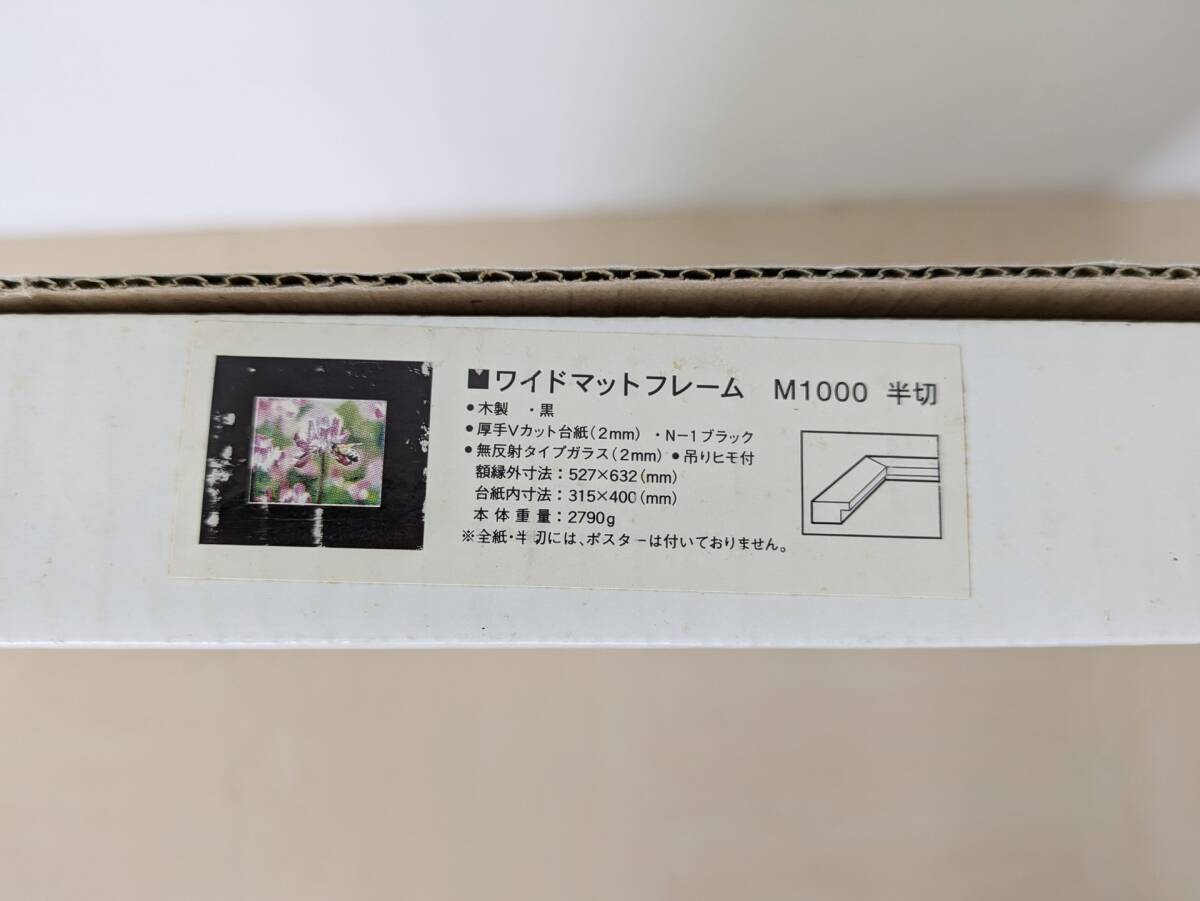 ■ワイドマットフレーム M1000 半切
●木製 ・黒
●厚手Vカット台紙(2mm) ・N-1ブラック
●無反射タイプガラス(2mm) ●吊りヒモ付
額縁外寸法：527×632(mm)
台紙内寸法：315×400(mm)
本体重量：2790g
※全紙・半切には、ポスターは付いておりません。